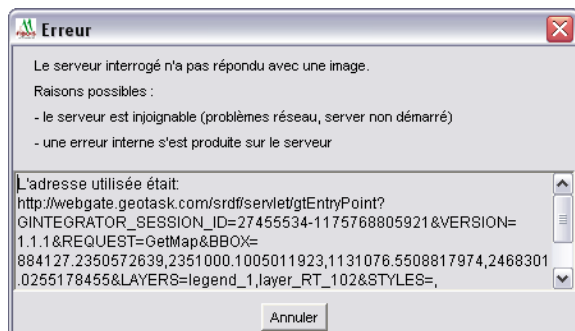 Erreur
Le serveur interrogé n'a pas répondu avec une image.
Raisons possibles :
- le serveur est injoignable (problèmes réseau, server non démarré)
- une erreur interne s'est produite sur le serveur
L'adresse utilisée était:
http://webgate.geotask.com/srdf/servlet/gtEntryPoint?
GINTEGRATOR_SESSION_ID=27455534-1175768805921&VERSION=
1.1.1&REQUEST=GetMap&BBOX=
884127.2350572639,2351000.1005011923,1131076.5508817974,2468301
.0255178455&LAYERS=legend_1,layer_RT_102&STYLES=,
Annuler